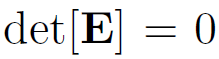 det[𝐄] = 0